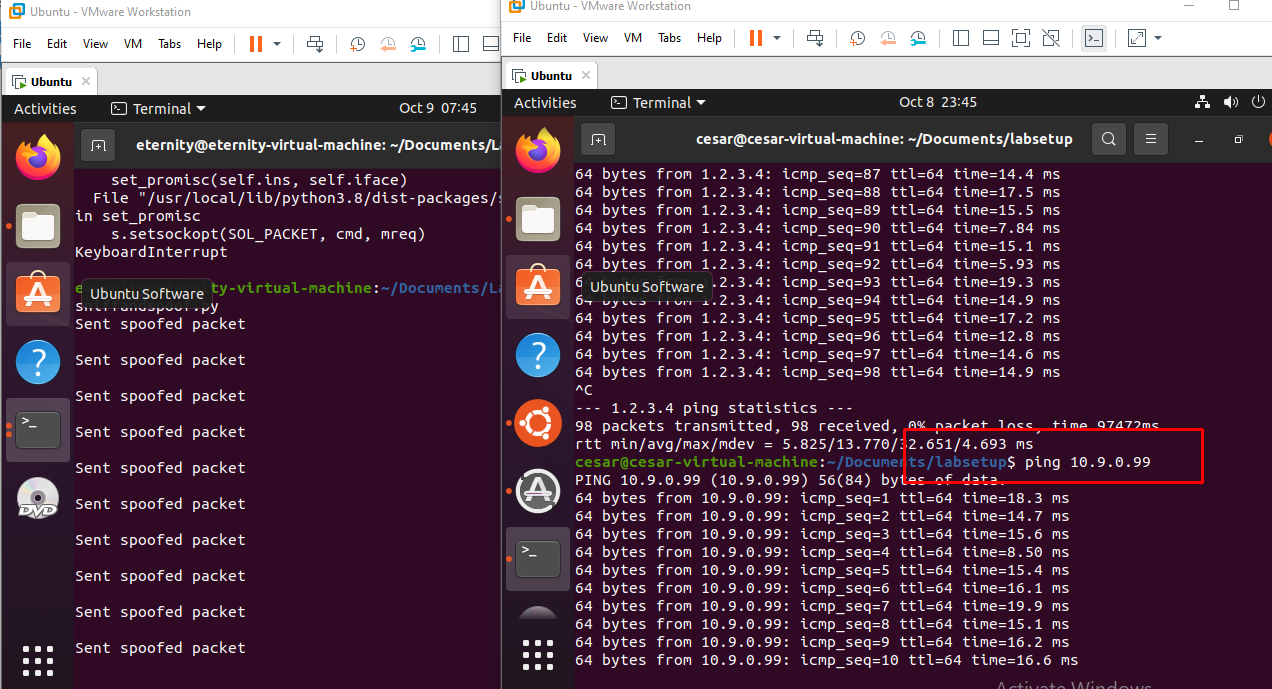 Ubuntu - VMware Workstation
File Edit View VM Tabs Help
Ubuntu
Activities Terminal Oct 9 07:45
eternity@eternity-virtual-machine: ~/Documents/L
set_promisc(self.ins, self.iface)
File "/usr/local/lib/python3.8/dist-packages/s
in set_promisc
s.setsockopt(SOL_PACKET, cmd, mreq)
KeyboardInterrupt
ty-virtual-machine:~/Documents/L
Ubuntu Software
Sent spoofed packet
Sent spoofed packet
Sent spoofed packet
Sent spoofed packet
Sent spoofed packet
Sent spoofed packet
Sent spoofed packet
Sent spoofed packet
Sent spoofed packet
Sent spoofed packet
DVD
Ubuntu - VMware Workstation
File Edit View VM Tabs Help
Ubuntu
Activities Terminal Oct 8 23:45
cesar@cesar-virtual-machine: ~/Documents/labsetup
64 bytes from 1.2.3.4: icmp_seq=87 ttl=64 time=14.4 ms
64 bytes from 1.2.3.4: icmp_seq=88 ttl=64 time=17.5 ms
64 bytes from 1.2.3.4: icmp_seq=89 ttl=64 time=15.5 ms
64 bytes from 1.2.3.4: icmp_seq=90 ttl=64 time=7.84 ms
64 bytes from 1.2.3.4: icmp_seq=91 ttl=64 time=15.1 ms
64 bytes from 1.2.3.4: icmp_seq=92 ttl=64 time=5.93 ms
.4: icmp_seq=93 ttl=64 time=19.3 ms
Ubuntu Software
64 bytes from 1.2.3.4: icmp_seq=94 ttl=64 time=14.9 ms
64 bytes from 1.2.3.4: icmp_seq=95 ttl=64 time=17.2 ms
64 bytes from 1.2.3.4: icmp_seq=96 ttl=64 time=12.8 ms
64 bytes from 1.2.3.4: icmp_seq=97 ttl=64 time=14.6 ms
64 bytes from 1.2.3.4: icmp_seq=98 ttl=64 time=14.9 ms
^C
--- 1.2.3.4 ping statistics ---
98 packets transmitted, 98 received, 0% packet loss, time 97472ms
rtt min/avg/max/mdev = 5.825/13.770/32.651/4.693 ms
cesar@cesar-virtual-machine:~/Documents/labsetup$ ping 10.9.0.99
PING 10.9.0.99 (10.9.0.99) 56(84) bytes of data.
64 bytes from 10.9.0.99: icmp_seq=1 ttl=64 time=18.3 ms
64 bytes from 10.9.0.99: icmp_seq=2 ttl=64 time=14.7 ms
64 bytes from 10.9.0.99: icmp_seq=3 ttl=64 time=15.6 ms
64 bytes from 10.9.0.99: icmp_seq=4 ttl=64 time=8.50 ms
64 bytes from 10.9.0.99: icmp_seq=5 ttl=64 time=15.4 ms
64 bytes from 10.9.0.99: icmp_seq=6 ttl=64 time=16.1 ms
64 bytes from 10.9.0.99: icmp_seq=7 ttl=64 time=19.9 ms
64 bytes from 10.9.0.99: icmp_seq=8 ttl=64 time=15.1 ms
64 bytes from 10.9.0.99: icmp_seq=9 ttl=64 time=16.2 ms
64 bytes from 10.9.0.99: icmp_seq=10 ttl=64 time=16.6 ms
Activate Windows